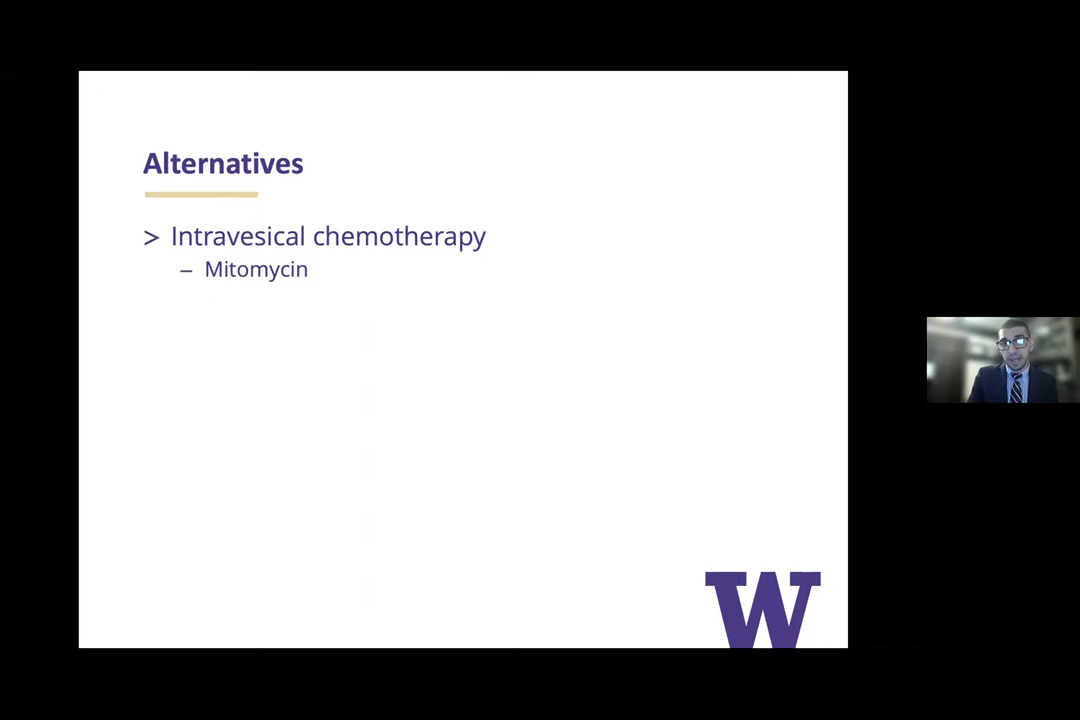 Alternatives
> Intravesical chemotherapy
– Mitomycin
W